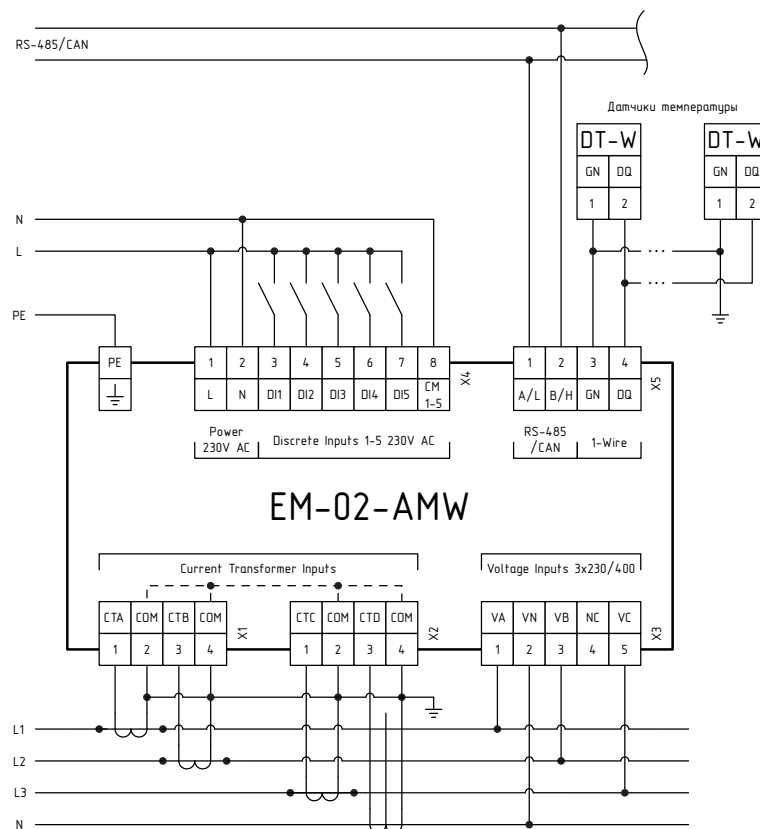 RS-485/CAN
Датчики температуры
DT-W DT-W
GN DQ GN DQ
1 2 1 2
N
L
PE
PE
1 2 3 4 5 6 7 8
L N DI1 DI2 DI3 DI4 DI5 CM 1-5
X4
1 2 3 4
A/L B/H GN DQ
X5
Power 230V AC
Discrete Inputs 1-5 230V AC
RS-485 /CAN
1-Wire
EM-02-AMW
Current Transformer Inputs
Voltage Inputs 3x230/400
CTA COM CTB COM
1 2 3 4
X1
CTC COM CTD COM
1 2 3 4
X2
VA VN VB NC VC
1 2 3 4 5
X3
L1
L2
L3
N